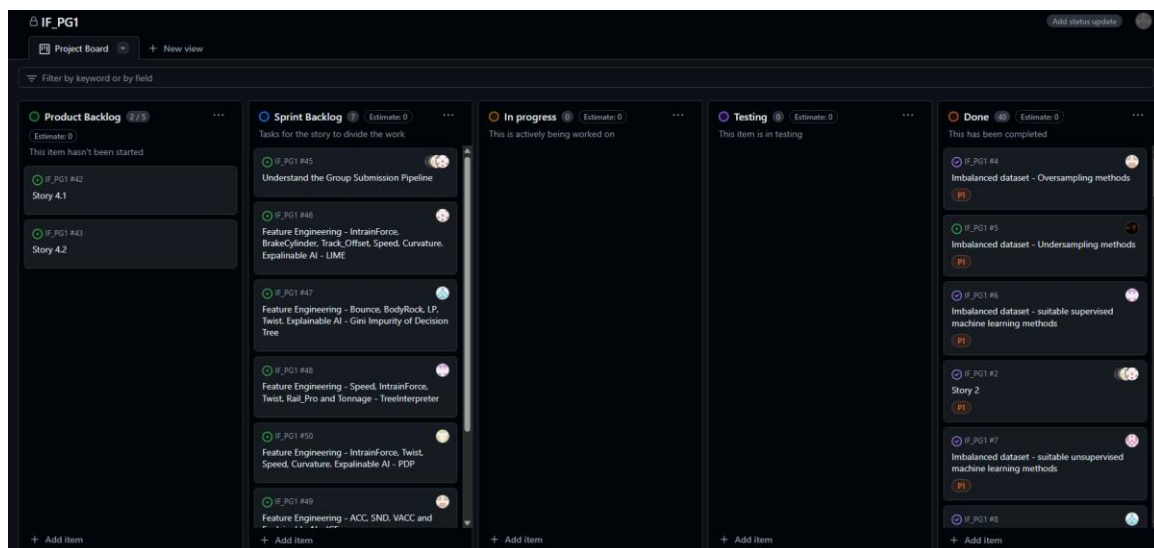 IF_PG1
Add status update
Project Board
+ New view
Filter by keyword or by field
Product Backlog 2 / 5
Estimate: 0
This item hasn't been started
IF_PG1 #42
Story 4.1
IF_PG1 #43
Story 4.2
+ Add item
Sprint Backlog 7 Estimate: 0
Tasks for the story to divide the work
IF_PG1 #45
Understand the Group Submission Pipeline
IF_PG1 #46
Feature Engineering - IntrainForce,
BrakeCylinder, Track_Offset, Speed, Curvature.
Expalinable AI - LIME
IF_PG1 #47
Feature Engineering - Bounce, BodyRock, LP,
Twist, Explainable AI - Gini Impurity of Decision
Tree
IF_PG1 #48
Feature Engineering - Speed, IntrainForce,
Twist, Rail_Pro and Tonnage - TreeInterpreter
IF_PG1 #50
Feature Engineering - IntrainForce, Twist,
Speed, Curvature. Expalinable AI - PDP
IF_PG1 #49
Feature Engineering - ACC, SND, VACC and
+ Add item
In progress 0 Estimate: 0
This is actively being worked on
+ Add item
Testing 0 Estimate: 0
This item is in testing
+ Add item
Done 40 Estimate: 0
This has been completed
IF_PG1 #4
Imbalanced dataset - Oversampling methods
P1
IF_PG1 #5
Imbalanced dataset - Undersampling methods
P1
IF_PG1 #6
Imbalanced dataset - suitable supervised
machine learning methods
P1
IF_PG1 #2
Story 2
P1
IF_PG1 #7
Imbalanced dataset - suitable unsupervised
machine learning methods
P1
IF_PG1 #8
+ Add item